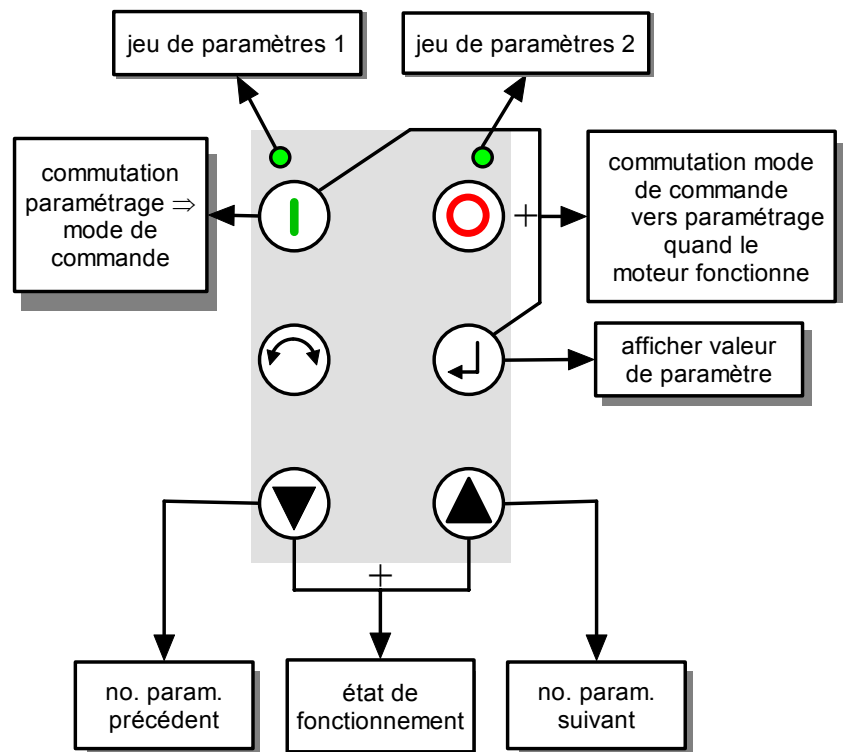 jeu de paramètres 1
jeu de paramètres 2
commutation
paramétrage ⇒
mode de
commande
commutation mode
de commande
vers paramétrage
quand le
moteur fonctionne
+
afficher valeur
de paramètre
+
no. param.
précédent
état de
fonctionnement
no. param.
suivant